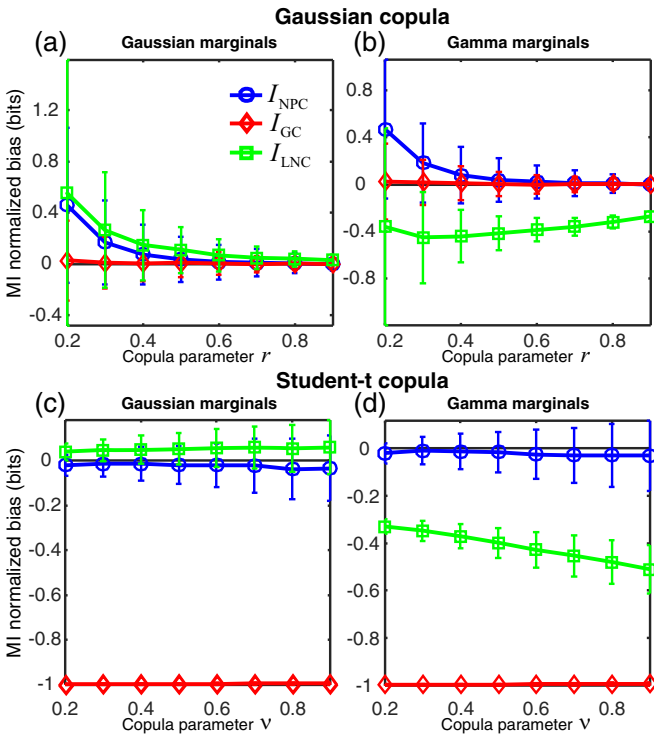 Gaussian copula
(a) Gaussian marginals
(b) Gamma marginals
MI normalized bias (bits)
1.2
0.8
0.4
0
-0.4
I_NPC
I_GC
I_LNC
0.2 0.4 0.6 0.8
Copula parameter r
0.8
0.4
0
-0.4
-0.8
0.2 0.4 0.6 0.8
Copula parameter r
Student-t copula
(c) Gaussian marginals
(d) Gamma marginals
MI normalized bias (bits)
0
-0.2
-0.4
-0.6
-0.8
-1
0.2 0.4 0.6 0.8
Copula parameter ν
0
-0.2
-0.4
-0.6
-0.8
-1
0.2 0.4 0.6 0.8
Copula parameter ν